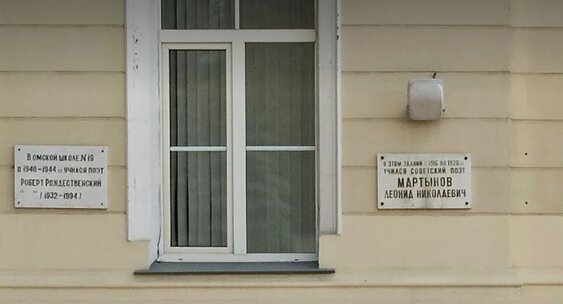 В ОМСКОЙ ШКОЛЕ №19
В 1940-1944 гг УЧИЛСЯ ПОЭТ
РОБЕРТ РОЖДЕСТВЕНСКИЙ
/ 1932-1994 /
В ЭТОМ ЗДАНИИ С 1916 ПО 1920 гг
УЧИЛСЯ СОВЕТСКИЙ ПОЭТ
МАРТЫНОВ
ЛЕОНИД НИКОЛАЕВИЧ